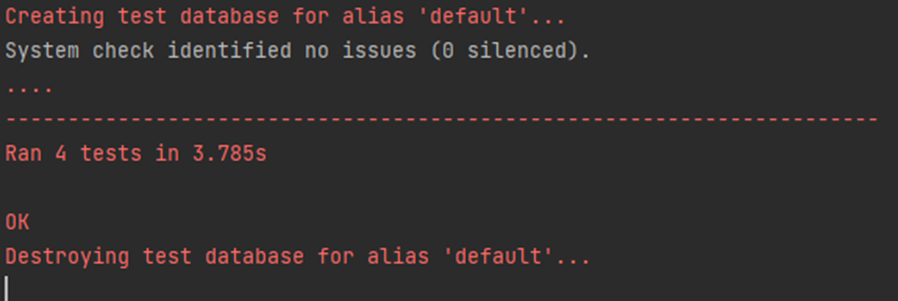 Creating test database for alias 'default'...
System check identified no issues (0 silenced).
....
----------------------------------------------------------------------
Ran 4 tests in 3.785s
OK
Destroying test database for alias 'default'...